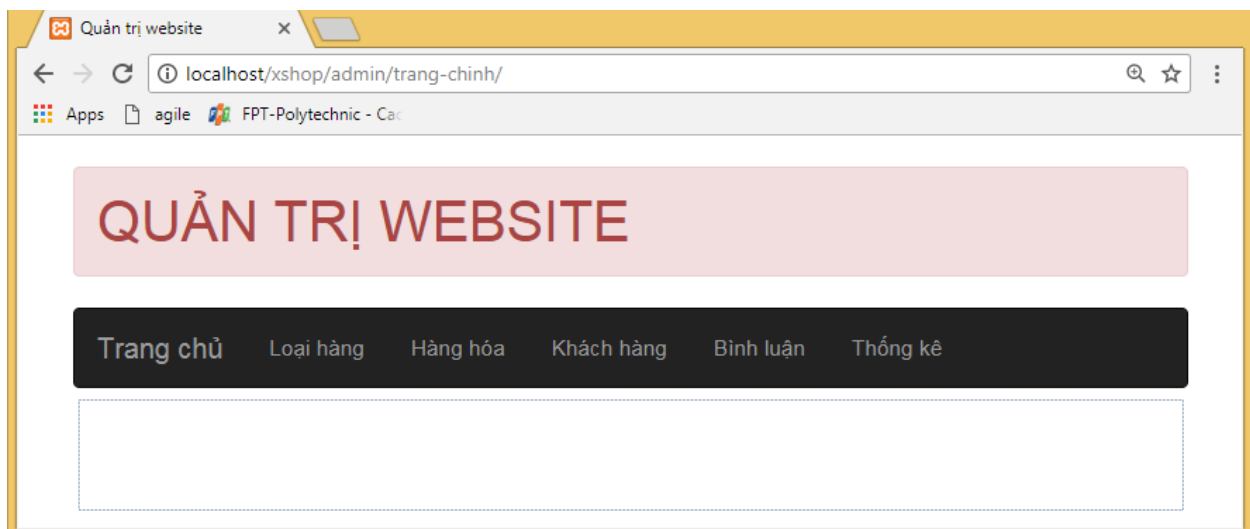 Quản trị website
localhost/xshop/admin/trang-chinh/
Apps agile FPT-Polytechnic - Cac
QUẢN TRỊ WEBSITE
Trang chủ Loại hàng Hàng hóa Khách hàng Bình luận Thống kê